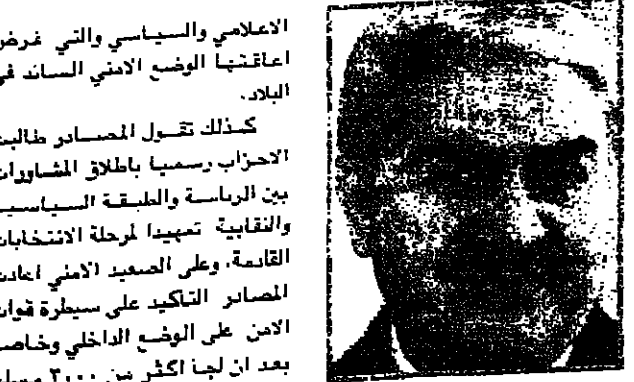 الاعلامي والسياسي والتي فرض
اعاقتها الوضع الامني السائد في
البلاد.
كذلك تقول المصادر طالبت
الاحزاب رسميا باطلاق المشاورات
بين الرئاسة والطبقة السياسية
والنقابية تمهيدا لمرحلة الانتخابات
القادمة. وعلى الصعيد الامني افادت
المصادر التأكيد على سيطرة قوات
الامن على الوضع الداخلي وخاصة
بعد ان لجأ اكثر من ٣٠٠٠